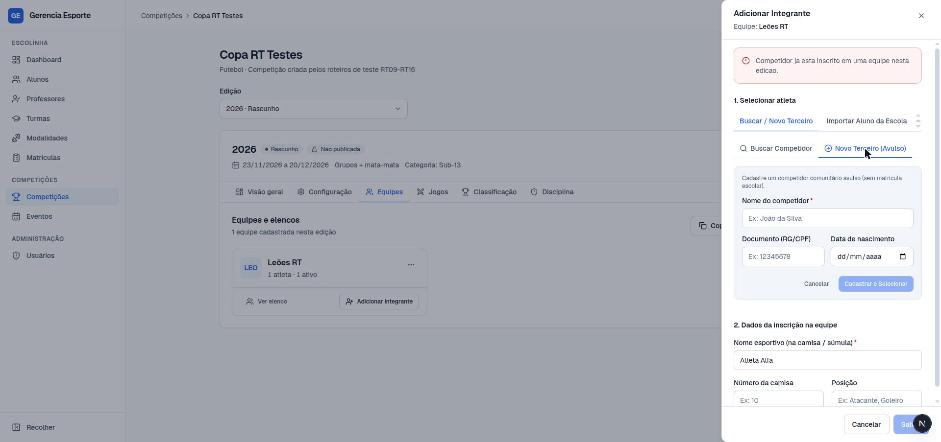 GE Gerencia Esporte
ESCOLINHA
Dashboard
Alunos
Professores
Turmas
Modalidades
Matrículas
COMPETIÇÕES
Competições
Eventos
ADMINISTRAÇÃO
Usuários
Recolher
Competições > Copa RT Testes
Copa RT Testes
Futebol · Competição criada pelos roteiros de teste RT09-RT16
Edição
2026 · Rascunho
2026 Rascunho Nao publicada
23/11/2026 a 20/12/2026 Grupos + mata-mata Categoria: Sub-13
Visão geral Configuração Equipes Jogos Classificação Disciplina
Equipes e elencos
1 equipe cadastrada nesta edição
LEO Leões RT
1 atleta · 1 ativo
Ver elenco Adicionar integrante
Adicionar Integrante
Equipe: Leões RT
Competidor ja esta inscrito em uma equipe nesta
edicao.
1. Selecionar atleta
Buscar / Novo Terceiro Importar Aluno da Escola
Buscar Competidor Novo Terceiro (Avulso)
Cadastre um competidor comunitário avulso (sem matrícula
escolar).
Nome do competidor *
Ex: João da Silva
Documento (RG/CPF) Data de nascimento
Ex: 12345678 dd/mm/aaaa
Cancelar Cadastrar e Selecionar
2. Dados da inscrição na equipe
Nome esportivo (na camisa / súmula) *
Atleta Alfa
Número da camisa Posição
Ex: 10 Ex: Atacante, Goleiro
Cancelar N